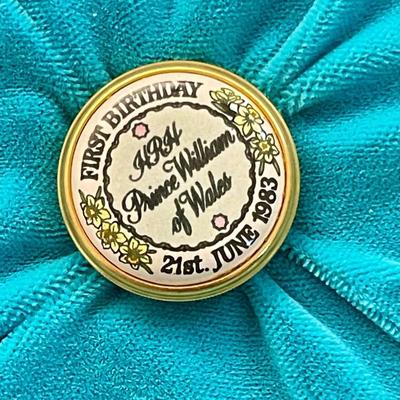 FIRST BIRTHDAY
HRH
Prince William
of Wales
21st. JUNE 1983